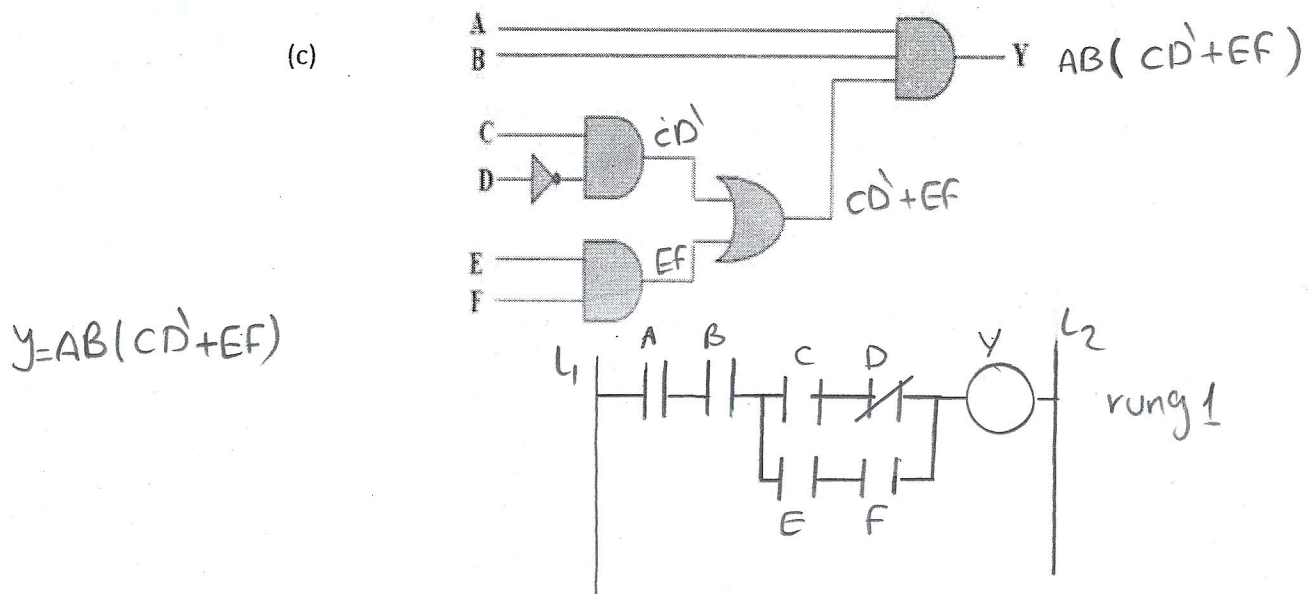 (c)
A
B
Y AB( CD'+EF )
C
CD'
D
CD'+EF
E
EF
F
Y=AB(CD'+EF)
L1 A B C D Y L2
rung 1
E F